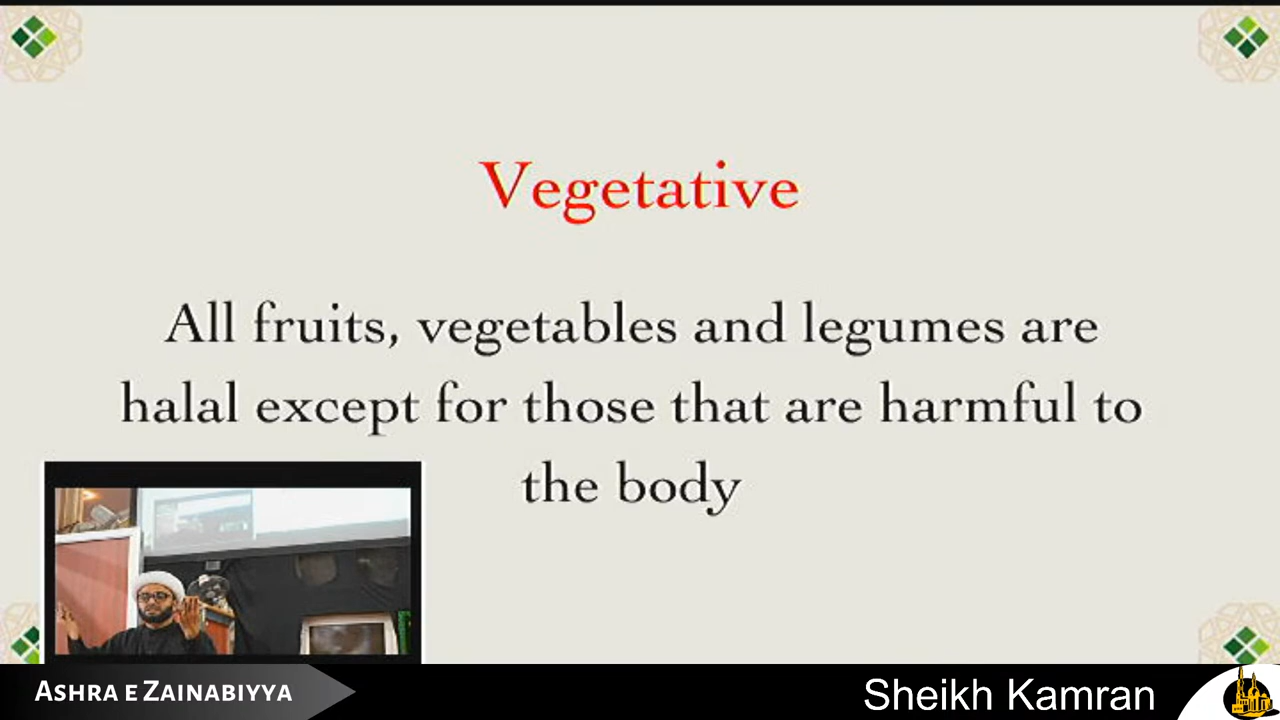 Vegetative
All fruits, vegetables and legumes are
halal except for those that are harmful to
the body
Ashra e Zainabiyya
Sheikh Kamran